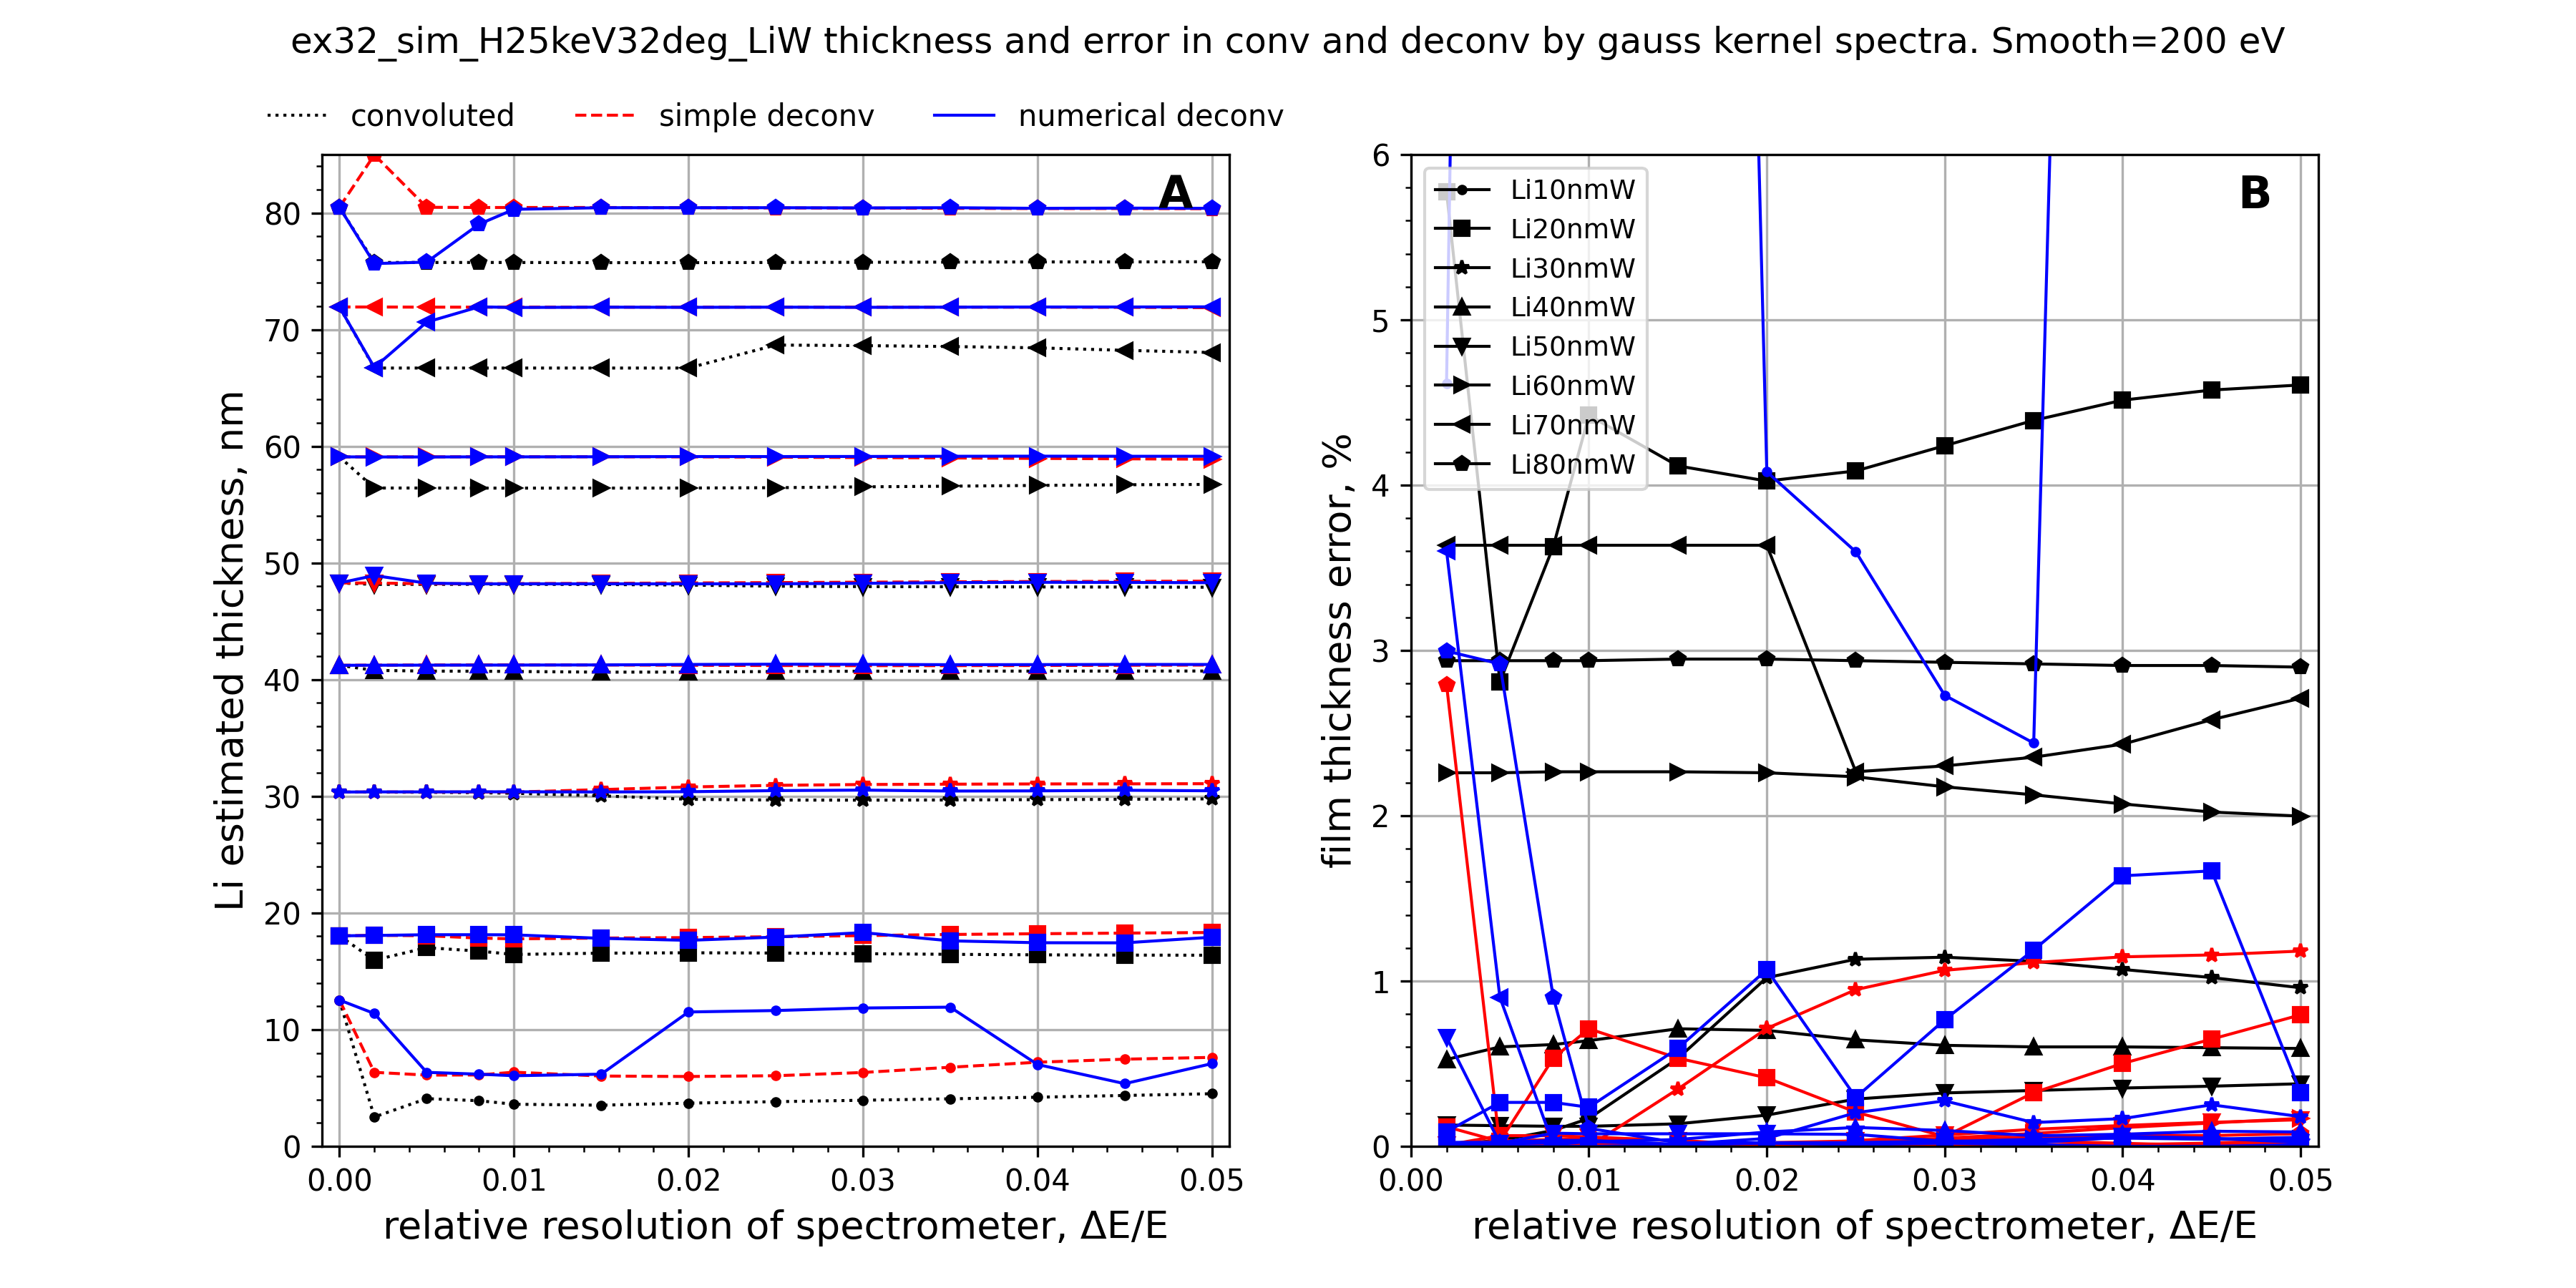 ex32_sim_H25keV32deg_LiW thickness and error in conv and deconv by gauss kernel spectra. Smooth=200 eV
convoluted simple deconv numerical deconv
A
80
70
60
50
40
30
20
10
0
Li estimated thickness, nm
0.00 0.01 0.02 0.03 0.04 0.05
relative resolution of spectrometer, ΔE/E
B
Li10nmW
Li20nmW
Li30nmW
Li40nmW
Li50nmW
Li60nmW
Li70nmW
Li80nmW
6
5
4
3
2
1
0
film thickness error, %
0.00 0.01 0.02 0.03 0.04 0.05
relative resolution of spectrometer, ΔE/E